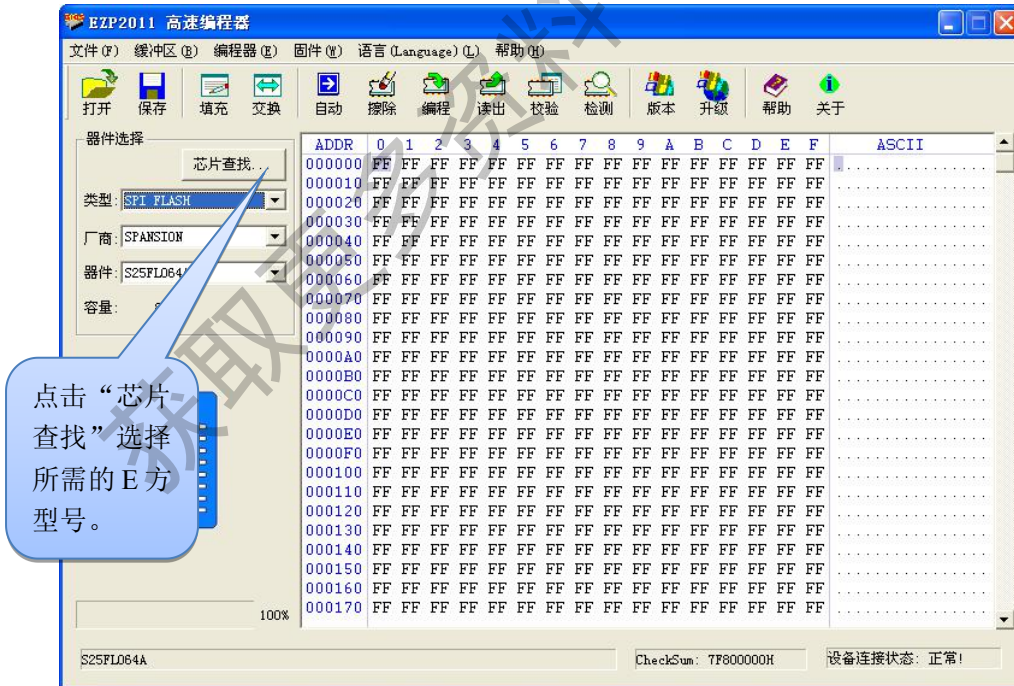 EZP2011 高速编程器
文件(F) 缓冲区(B) 编程器(E) 固件(W) 语言(Language)(L) 帮助(H)
打开 保存 填充 交换 自动 擦除 编程 读出 校验 检测 版本 升级 帮助 关于
器件选择
芯片查找...
类型: SPI FLASH
厂商: SPANSION
器件: S25FL064A
容量:
点击“芯片
查找”选择
所需的E方
型号。
100%
ADDR 0 1 2 3 4 5 6 7 8 9 A B C D E F ASCII
000000 FF FF FF FF FF FF FF FF FF FF FF FF FF FF FF FF ................
000010 FF FF FF FF FF FF FF FF FF FF FF FF FF FF FF FF ................
000020 FF FF FF FF FF FF FF FF FF FF FF FF FF FF FF FF ................
000030 FF FF FF FF FF FF FF FF FF FF FF FF FF FF FF FF ................
000040 FF FF FF FF FF FF FF FF FF FF FF FF FF FF FF FF ................
000050 FF FF FF FF FF FF FF FF FF FF FF FF FF FF FF FF ................
000060 FF FF FF FF FF FF FF FF FF FF FF FF FF FF FF FF ................
000070 FF FF FF FF FF FF FF FF FF FF FF FF FF FF FF FF ................
000080 FF FF FF FF FF FF FF FF FF FF FF FF FF FF FF FF ................
000090 FF FF FF FF FF FF FF FF FF FF FF FF FF FF FF FF ................
0000A0 FF FF FF FF FF FF FF FF FF FF FF FF FF FF FF FF ................
0000B0 FF FF FF FF FF FF FF FF FF FF FF FF FF FF FF FF ................
0000C0 FF FF FF FF FF FF FF FF FF FF FF FF FF FF FF FF ................
0000D0 FF FF FF FF FF FF FF FF FF FF FF FF FF FF FF FF ................
0000E0 FF FF FF FF FF FF FF FF FF FF FF FF FF FF FF FF ................
0000F0 FF FF FF FF FF FF FF FF FF FF FF FF FF FF FF FF ................
000100 FF FF FF FF FF FF FF FF FF FF FF FF FF FF FF FF ................
000110 FF FF FF FF FF FF FF FF FF FF FF FF FF FF FF FF ................
000120 FF FF FF FF FF FF FF FF FF FF FF FF FF FF FF FF ................
000130 FF FF FF FF FF FF FF FF FF FF FF FF FF FF FF FF ................
000140 FF FF FF FF FF FF FF FF FF FF FF FF FF FF FF FF ................
000150 FF FF FF FF FF FF FF FF FF FF FF FF FF FF FF FF ................
000160 FF FF FF FF FF FF FF FF FF FF FF FF FF FF FF FF ................
000170 FF FF FF FF FF FF FF FF FF FF FF FF FF FF FF FF ................
S25FL064A CheckSum: 7F800000H 设备连接状态: 正常!
获取更多资料